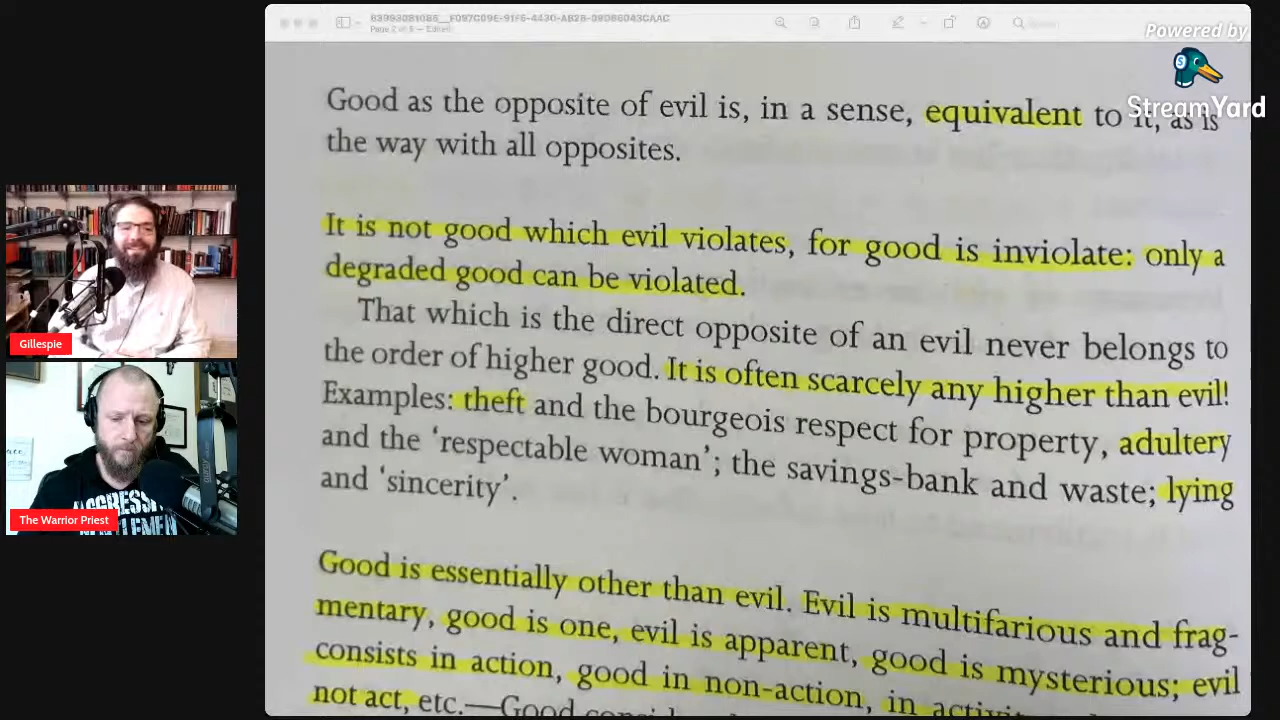 Page 2 of 5 — Edited
Powered by
S
StreamYard
Good as the opposite of evil is, in a sense, equivalent to it, as is
the way with all opposites.
It is not good which evil violates, for good is inviolate: only a
degraded good can be violated.
That which is the direct opposite of an evil never belongs to
the order of higher good. It is often scarcely any higher than evil!
Examples: theft and the bourgeois respect for property, adultery
and the ‘respectable woman’; the savings-bank and waste; lying
and ‘sincerity’.
Good is essentially other than evil. Evil is multifarious and frag-
mentary, good is one, evil is apparent, good is mysterious; evil
consists in action, good in non-action, in
not act, etc.—Good
Gillespie
AGGRESS
The Warrior Priest